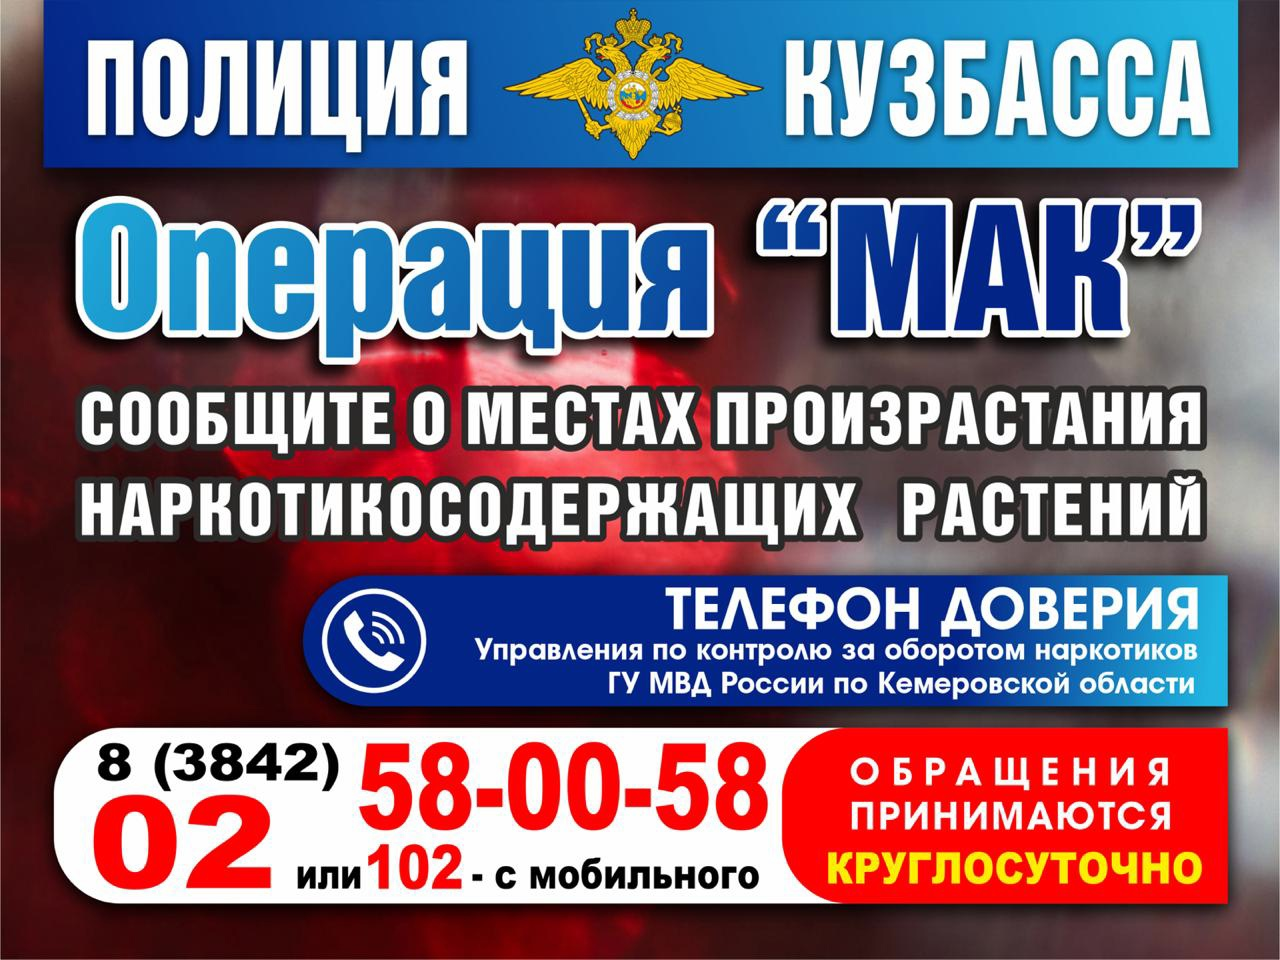 ПОЛИЦИЯ КУЗБАССА
Операция “МАК”
СООБЩИТЕ О МЕСТАХ ПРОИЗРАСТАНИЯ
НАРКОТИКОСОДЕРЖАЩИХ РАСТЕНИЙ
ТЕЛЕФОН ДОВЕРИЯ
Управления по контролю за оборотом наркотиков
ГУ МВД России по Кемеровской области
8 (3842) 58-00-58
02 или 102 - с мобильного
ОБРАЩЕНИЯ
ПРИНИМАЮТСЯ
КРУГЛОСУТОЧНО